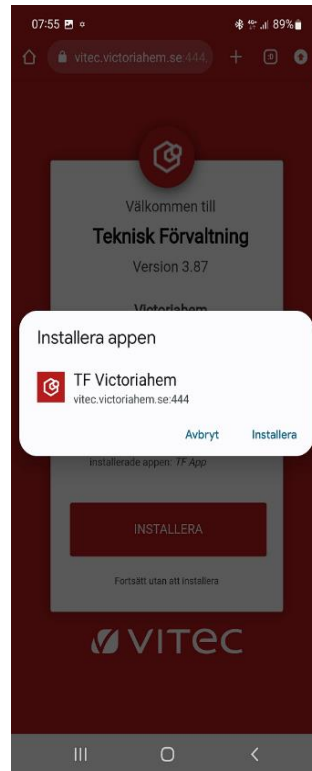 07:55
89%
vitec.victoriahem.se:444
Välkommen till
Teknisk Förvaltning
Version 3.87
Victoriahem
Installera appen
TF Victoriahem
vitec.victoriahem.se:444
Avbryt Installera
installerade appen: TF App
INSTALLERA
Fortsätt utan att installera
VITEC